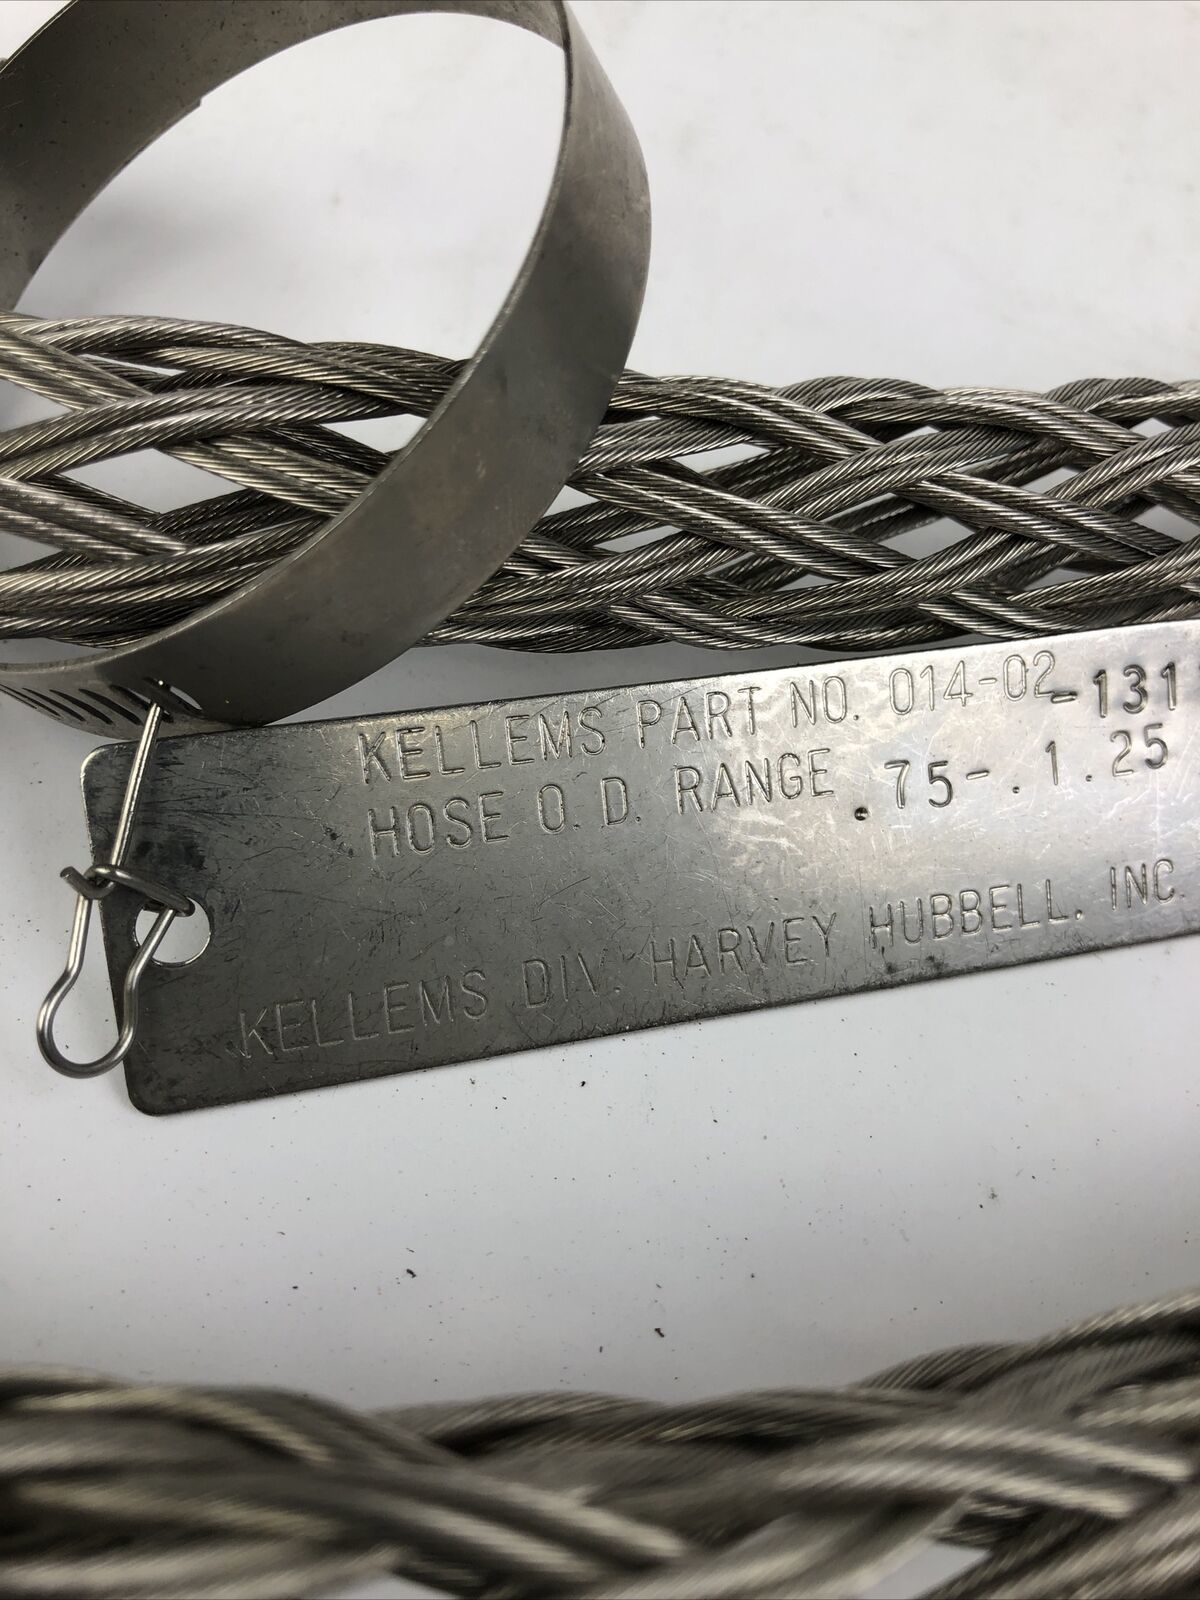 KELLEMS PART NO. 014-02-131
HOSE O.D. RANGE .75-.1.25
KELLEMS DIV. HARVEY HUBBELL. INC